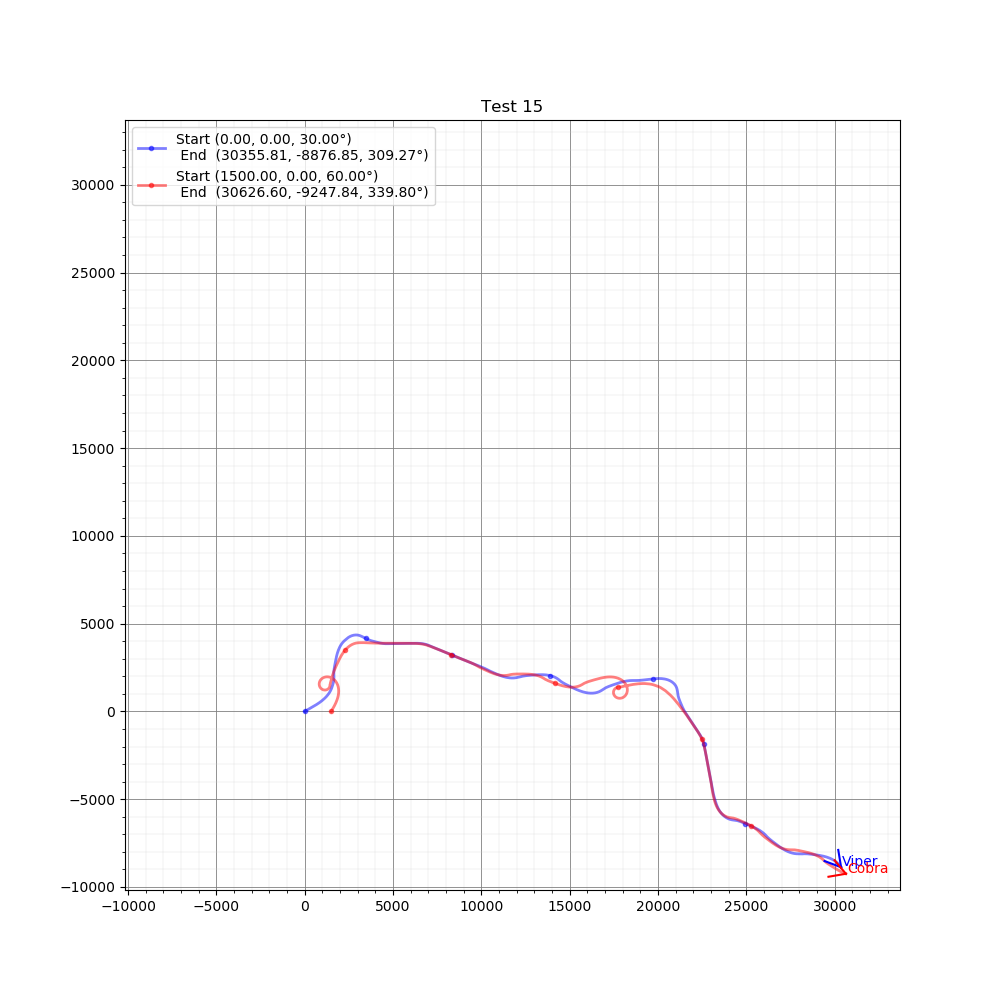 Test 15
Start (0.00, 0.00, 30.00°)
End (30355.81, -8876.85, 309.27°)
Start (1500.00, 0.00, 60.00°)
End (30626.60, -9247.84, 339.80°)
30000
25000
20000
15000
10000
5000
0
−5000
−10000
Viper
Cobra
−10000 −5000 0 5000 10000 15000 20000 25000 30000